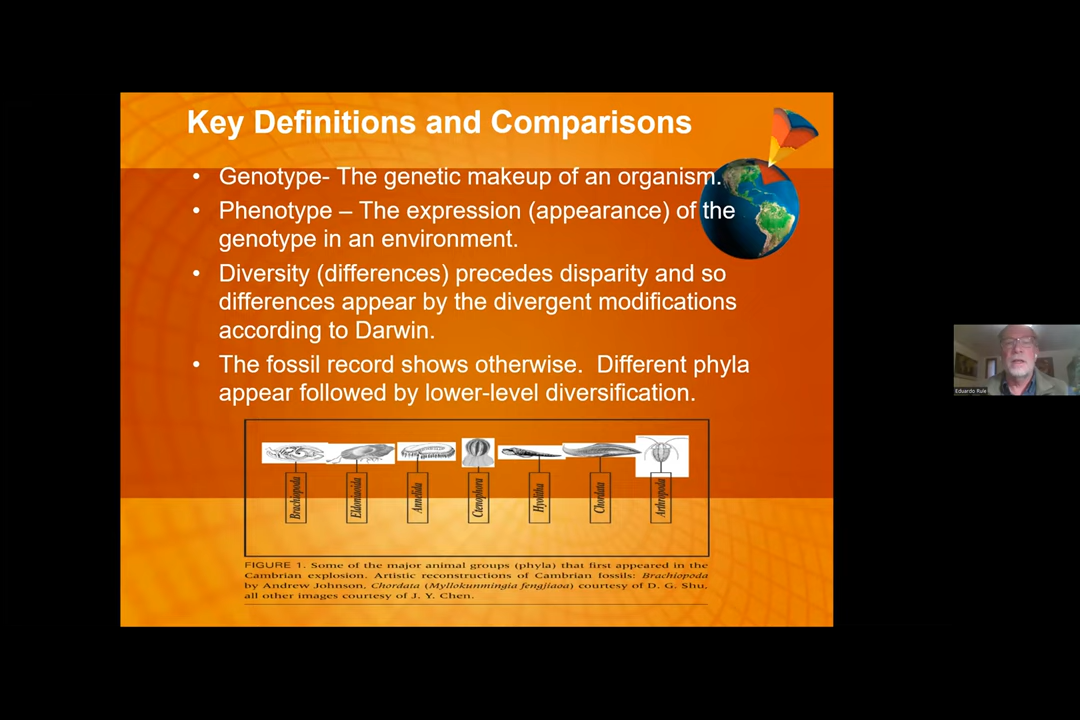 Key Definitions and Comparisons
• Genotype- The genetic makeup of an organism.
• Phenotype – The expression (appearance) of the
genotype in an environment.
• Diversity (differences) precedes disparity and so
differences appear by the divergent modifications
according to Darwin.
• The fossil record shows otherwise.  Different phyla
appear followed by lower-level diversification.
Brachiopoda
Eldonioida
Annelida
Ctenophora
Hyolitha
Chordata
Arthropoda
FIGURE 1. Some of the major animal groups (phyla) that first appeared in the
Cambrian explosion. Artistic reconstructions of Cambrian fossils: Brachiopoda
by Andrew Johnson, Chordata (Myllokunmingia fengjiaoa) courtesy of D. G. Shu,
all other images courtesy of J. Y. Chen.
Eduardo Rule